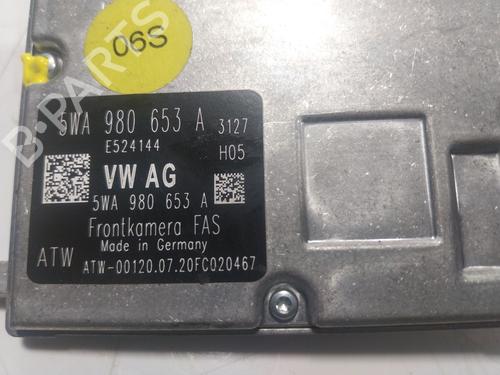 06S
5WA 980 653 A 3127
E524144 H05
VW AG
5WA 980 653 A
Frontkamera FAS
ATW Made in Germany
ATW-00120.07.20FC020467
B-PARTS